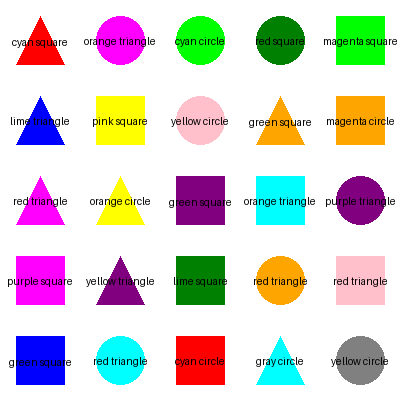 cyan square
orange triangle
cyan circle
red square
magenta square
lime triangle
pink square
yellow circle
green square
magenta circle
red triangle
orange circle
green square
orange triangle
purple triangle
purple square
yellow triangle
lime square
red triangle
red triangle
green square
red triangle
cyan circle
gray triangle
yellow circle